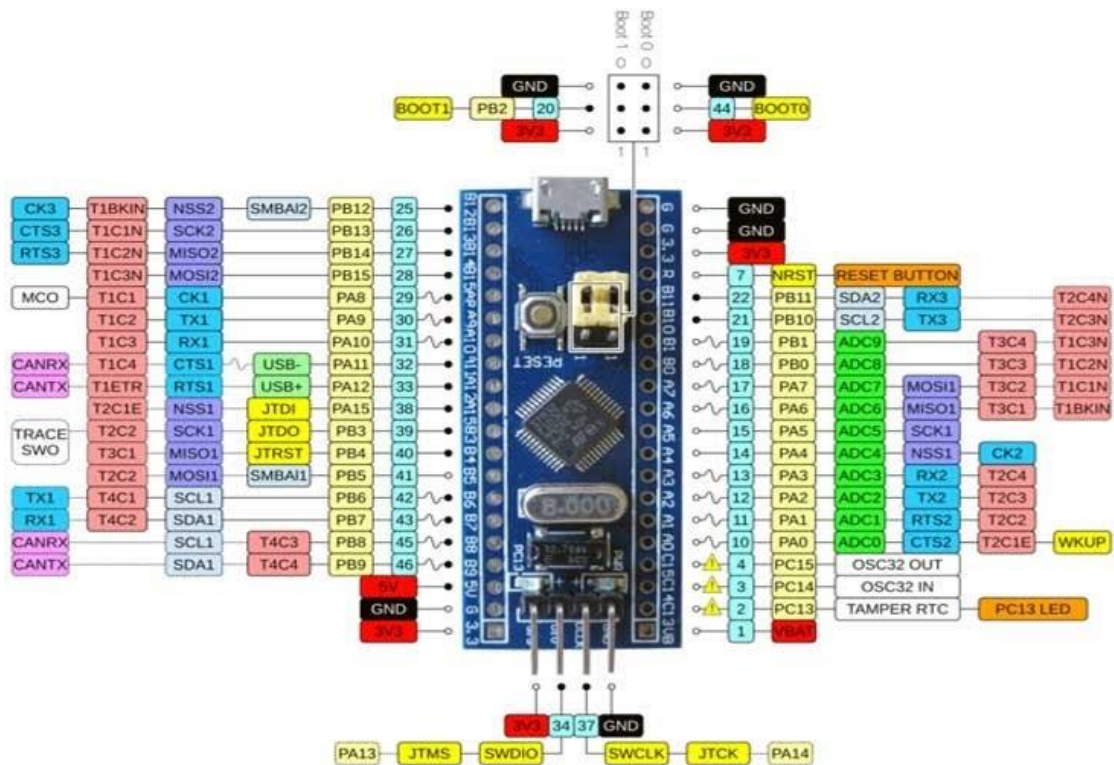 Boot 1 Boot 0
GND GND
BOOT1 PB2 20 44 BOOT0
3V3 3V3
1 1
CK3 T1BKIN NSS2 SMBAI2 PB12 25
CTS3 T1C1N SCK2 PB13 26
RTS3 T1C2N MISO2 PB14 27
T1C3N MOSI2 PB15 28
MCO T1C1 CK1 PA8 29
T1C2 TX1 PA9 30
T1C3 RX1 PA10 31
CANRX T1C4 CTS1 USB- PA11 32
CANTX T1ETR RTS1 USB+ PA12 33
T2C1E NSS1 JTDI PA15 38
TRACE SWO T2C2 SCK1 JTDO PB3 39
T3C1 MISO1 JTRST PB4 40
T2C2 MOSI1 SMBAI1 PB5 41
TX1 T4C1 SCL1 PB6 42
RX1 T4C2 SDA1 PB7 43
CANRX SCL1 T4C3 PB8 45
CANTX SDA1 T4C4 PB9 46
5V
GND
3V3
RESET
8.000
GND
GND
3V3
7 NRST RESET BUTTON
22 PB11 SDA2 RX3 T2C4N
21 PB10 SCL2 TX3 T2C3N
19 PB1 ADC9 T3C4 T1C3N
18 PB0 ADC8 T3C3 T1C2N
17 PA7 ADC7 MOSI1 T3C2 T1C1N
16 PA6 ADC6 MISO1 T3C1 T1BKIN
15 PA5 ADC5 SCK1
14 PA4 ADC4 NSS1 CK2
13 PA3 ADC3 RX2 T2C4
12 PA2 ADC2 TX2 T2C3
11 PA1 ADC1 RTS2 T2C2
10 PA0 ADC0 CTS2 T2C1E WKUP
4 PC15 OSC32 OUT
3 PC14 OSC32 IN
2 PC13 TAMPER RTC PC13 LED
1 VBAT
3V3 34 37 GND
PA13 JTMS SWDIO SWCLK JTCK PA14